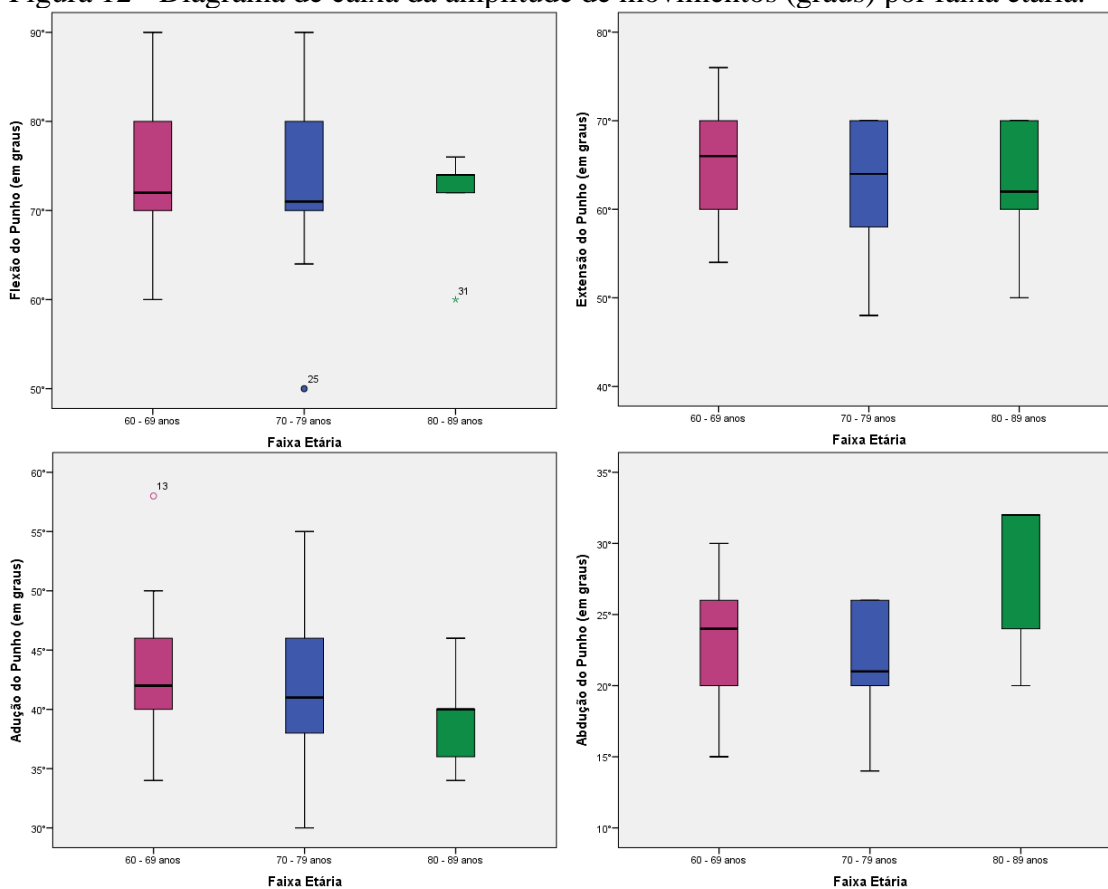 Figura 12 - Diagrama de caixa da amplitude de movimentos (graus) por faixa etária.
Flexão do Punho (em graus)
90°
80°
70°
60°
50°
25
31
60 - 69 anos
70 - 79 anos
80 - 89 anos
Faixa Etária
Extensão do Punho (em graus)
80°
70°
60°
50°
40°
60 - 69 anos
70 - 79 anos
80 - 89 anos
Faixa Etária
Adução do Punho (em graus)
60°
55°
50°
45°
40°
35°
30°
13
60 - 69 anos
70 - 79 anos
80 - 89 anos
Faixa Etária
Abdução do Punho (em graus)
35°
30°
25°
20°
15°
10°
60 - 69 anos
70 - 79 anos
80 - 89 anos
Faixa Etária